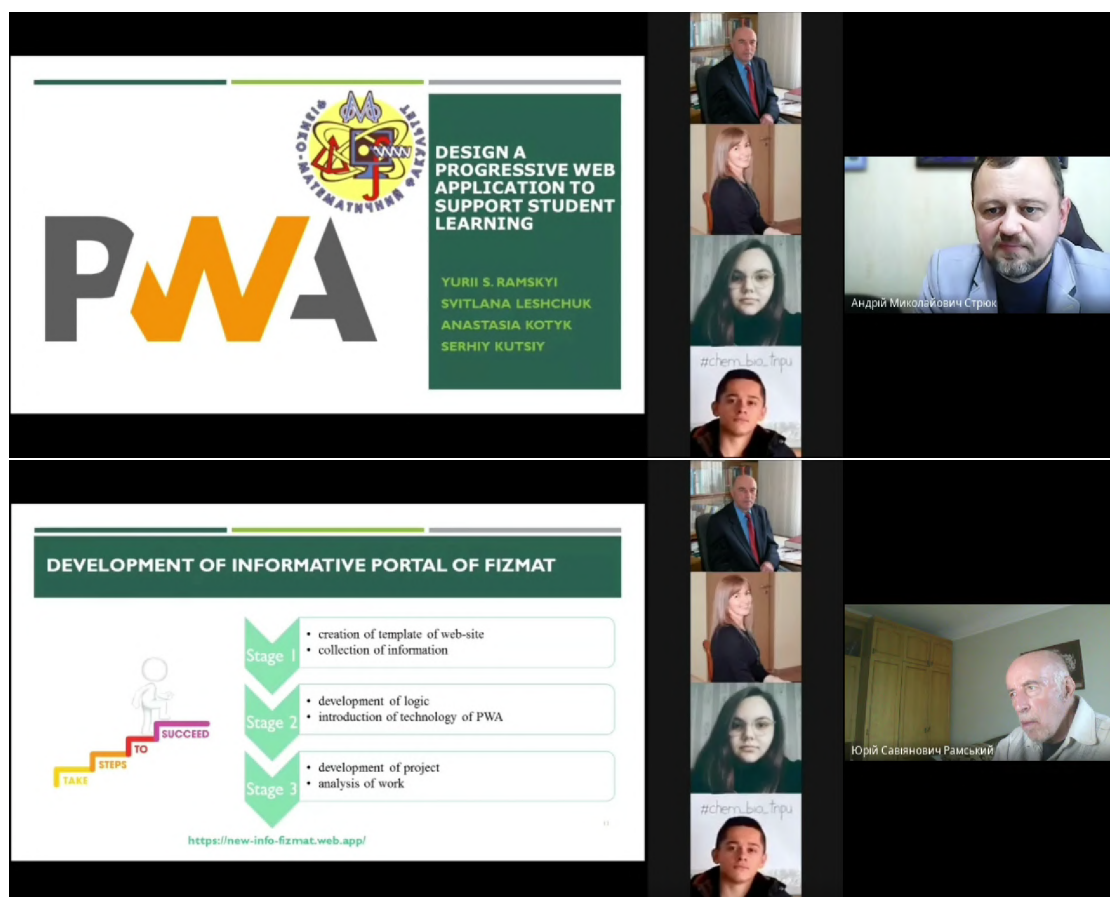 ФІЗИКО-МАТЕМАТИЧНИЙ ФАКУЛЬТЕТ
PWA
DESIGN A
PROGRESSIVE WEB
APPLICATION TO
SUPPORT STUDENT
LEARNING
YURII S. RAMSKYI
SVITLANA LESHCHUK
ANASTASIA KOTYK
SERHIY KUTSIY
#chem_bio_tnpu
Андрій Миколайович Стрюк
DEVELOPMENT OF INFORMATIVE PORTAL OF FIZMAT
TAKE
STEPS
TO
SUCCEED
Stage 1
• creation of template of web-site
• collection of information
Stage 2
• development of logic
• introduction of technology of PWA
Stage 3
• development of project
• analysis of work
https://new-info-fizmat.web.app/
#chem_bio_tnpu
Юрій Савіянович Рамський